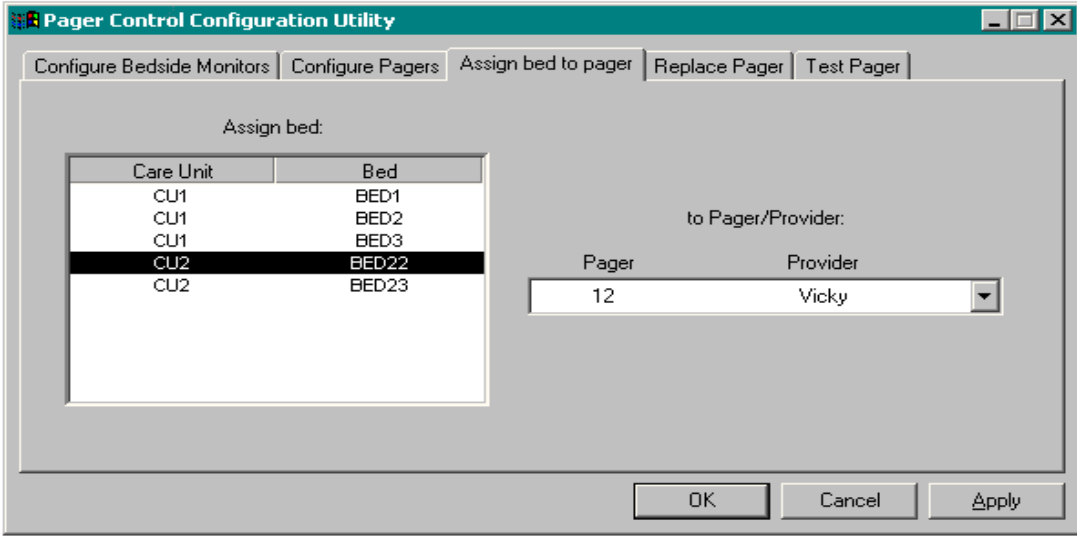 Pager Control Configuration Utility
Configure Bedside Monitors Configure Pagers Assign bed to pager Replace Pager Test Pager
Assign bed:
Care Unit Bed
CU1 BED1
CU1 BED2
CU1 BED3
CU2 BED22
CU2 BED23
to Pager/Provider:
Pager Provider
12 Vicky
OK Cancel Apply